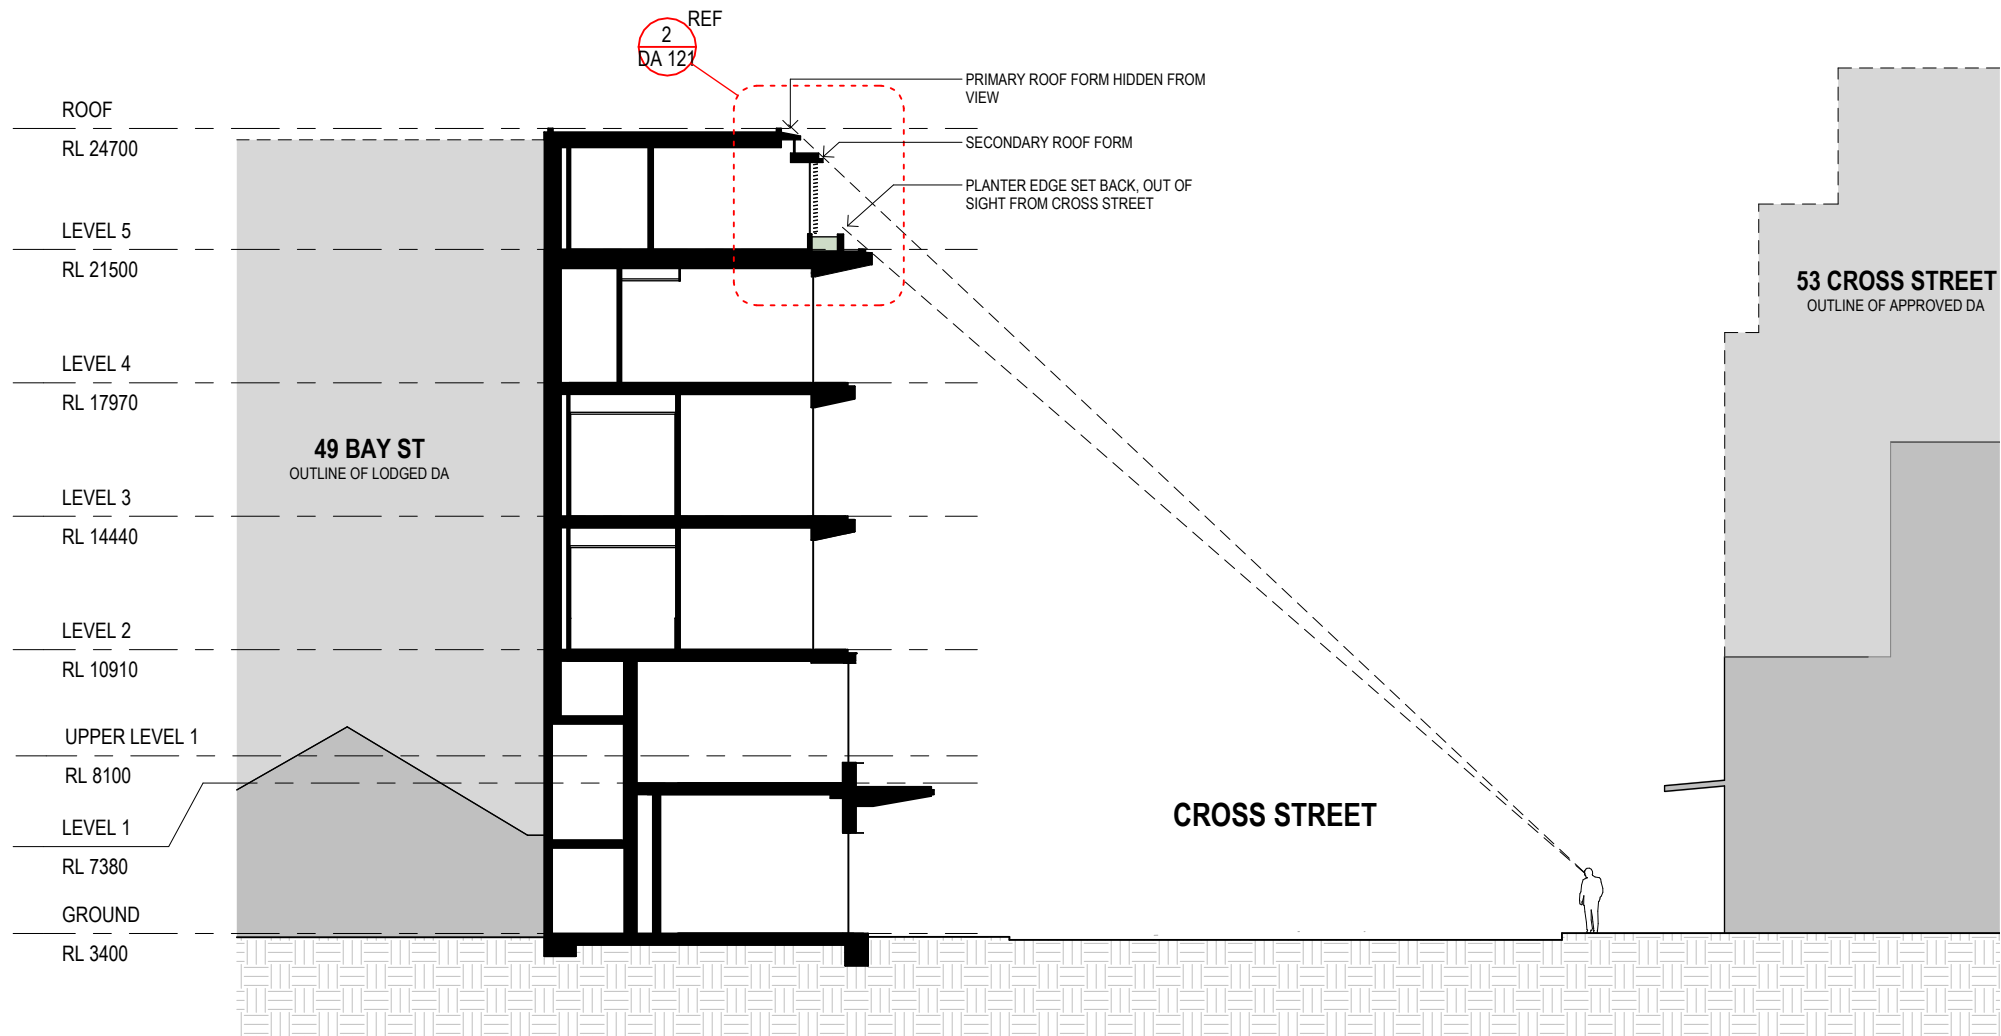 REF
2
DA 121
PRIMARY ROOF FORM HIDDEN FROM
VIEW
SECONDARY ROOF FORM
PLANTER EDGE SET BACK, OUT OF
SIGHT FROM CROSS STREET
ROOF
RL 24700
LEVEL 5
RL 21500
LEVEL 4
RL 17970
LEVEL 3
RL 14440
LEVEL 2
RL 10910
UPPER LEVEL 1
RL 8100
LEVEL 1
RL 7380
GROUND
RL 3400
49 BAY ST
OUTLINE OF LODGED DA
53 CROSS STREET
OUTLINE OF APPROVED DA
CROSS STREET